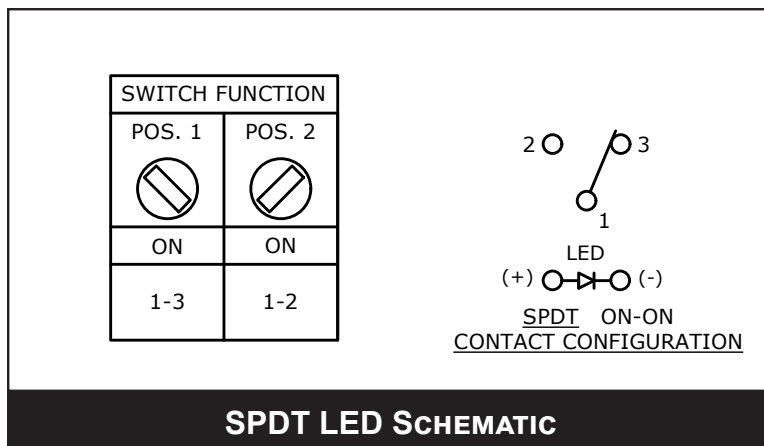 SWITCH FUNCTION
POS. 1 POS. 2
ON ON
1-3 1-2
2 3
1
LED
(+) (-)
SPDT ON-ON
CONTACT CONFIGURATION
SPDT LED SCHEMATIC